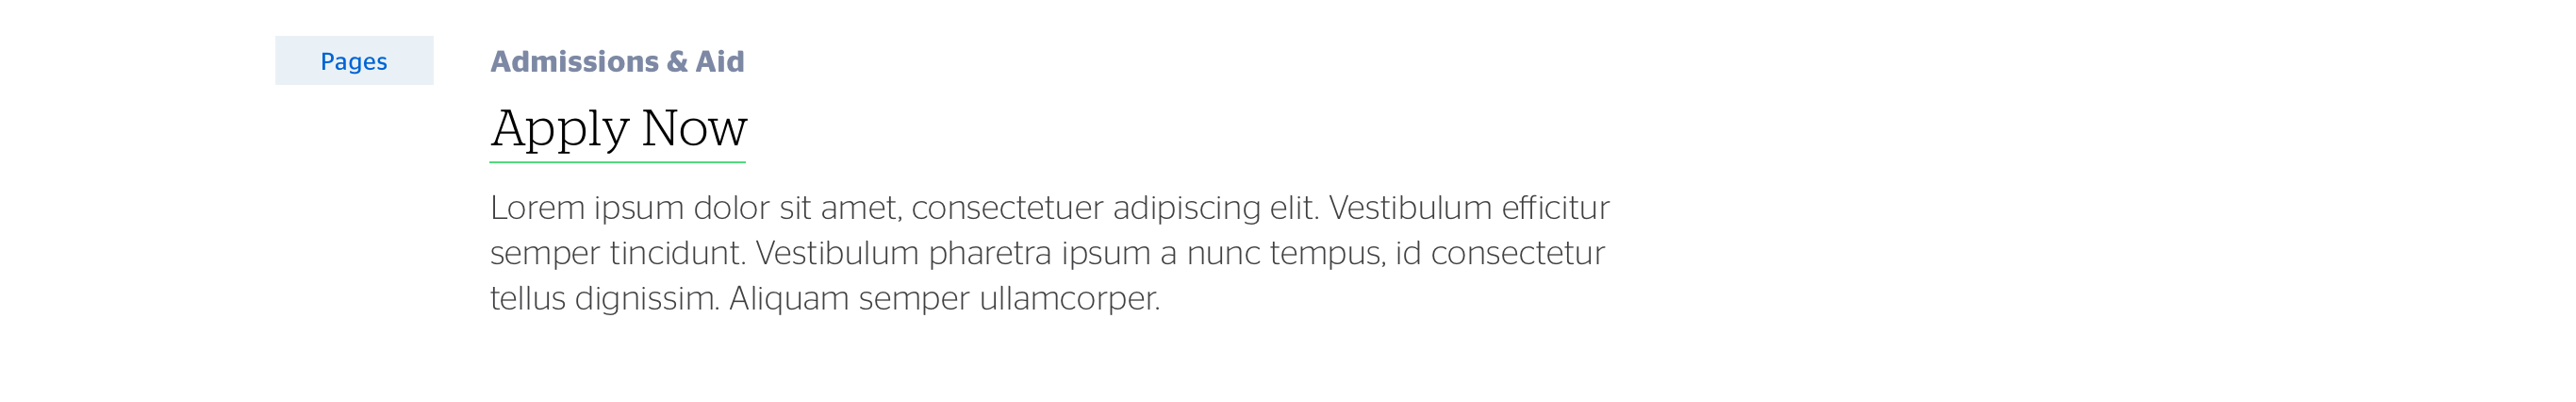 Pages
Admissions & Aid
Apply Now
Lorem ipsum dolor sit amet, consectetuer adipiscing elit. Vestibulum efficitur
semper tincidunt. Vestibulum pharetra ipsum a nunc tempus, id consectetur
tellus dignissim. Aliquam semper ullamcorper.